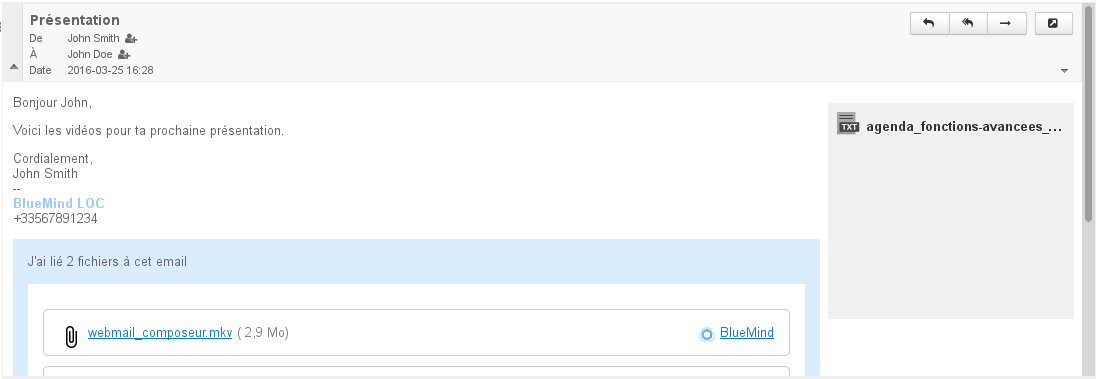 Présentation
De John Smith
À John Doe
Date 2016-03-25 16:28
Bonjour John,
Voici les vidéos pour ta prochaine présentation.
Cordialement,
John Smith
--
BlueMind LOC
+33567891234
TXT agenda_fonctions-avancees_...
J'ai lié 2 fichiers à cet email
webmail_composeur.mkv ( 2,9 Mo) BlueMind